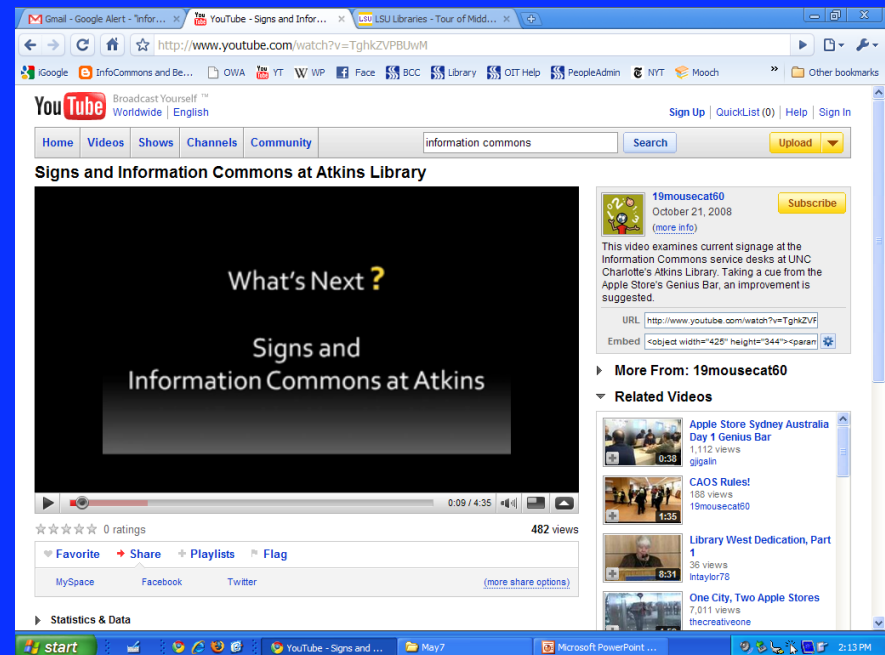 Gmail - Google Alert - "infor...
YouTube - Signs and Infor...
LSU Libraries - Tour of Midd...
http://www.youtube.com/watch?v=TghkZVPBUwM
iGoogle InfoCommons and Be... OWA YT WP Face BCC Library OIT Help PeopleAdmin NYT Mooch » Other bookmarks
YouTube Broadcast Yourself ™
Worldwide | English
Sign Up | QuickList (0) | Help | Sign In
Home Videos Shows Channels Community information commons Search Upload
Signs and Information Commons at Atkins Library
What's Next ?
Signs and
Information Commons at Atkins
0:09 / 4:35
0 ratings 482 views
Favorite Share Playlists Flag
MySpace Facebook Twitter (more share options)
Statistics & Data
19mousecat60
October 21, 2008
(more info)
Subscribe
This video examines current signage at the
Information Commons service desks at UNC
Charlotte's Atkins Library. Taking a cue from the
Apple Store's Genius Bar, an improvement is
suggested.
URL http://www.youtube.com/watch?v=TghkZVF
Embed <object width="425" height="344"><param
More From: 19mousecat60
Related Videos
Apple Store Sydney Australia
Day 1 Genius Bar
1,112 views
gjigalin
0:38
CAOS Rules!
188 views
19mousecat60
1:35
Library West Dedication, Part
1
36 views
lntaylor78
8:31
One City, Two Apple Stores
7,011 views
thecreativeone
start YouTube - Signs and ... May7 Microsoft PowerPoint ... 2:13 PM